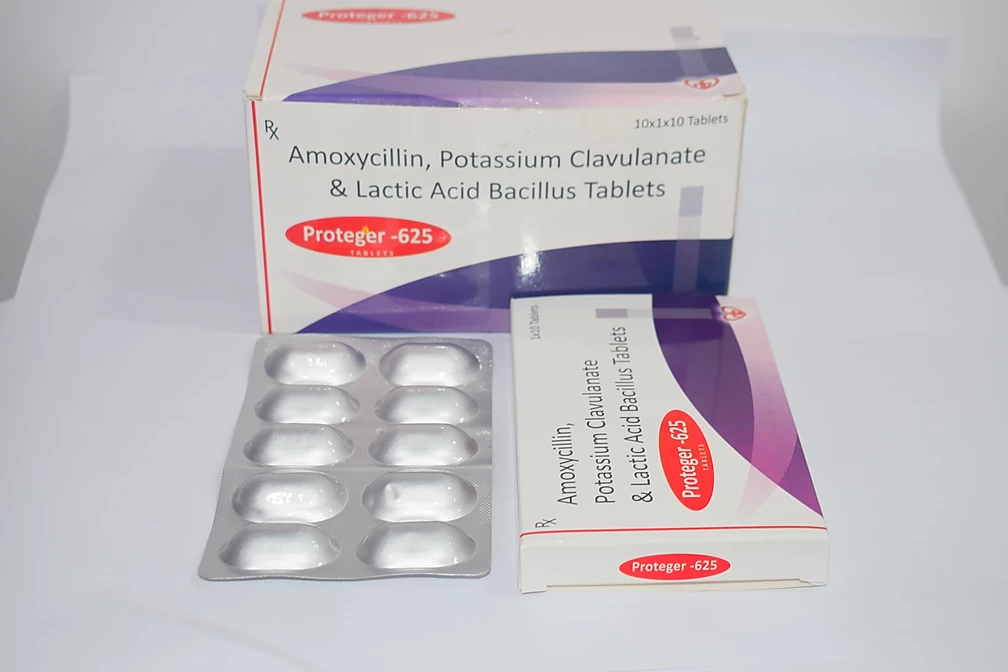 Proteger -625
Rx
10x1x10 Tablets
Amoxycillin, Potassium Clavulanate
& Lactic Acid Bacillus Tablets
Proteger -625
TABLETS
1x10 Tablets
Rx
Amoxycillin,
Potassium Clavulanate
& Lactic Acid Bacillus Tablets
Proteger -625
TABLETS
Proteger -625